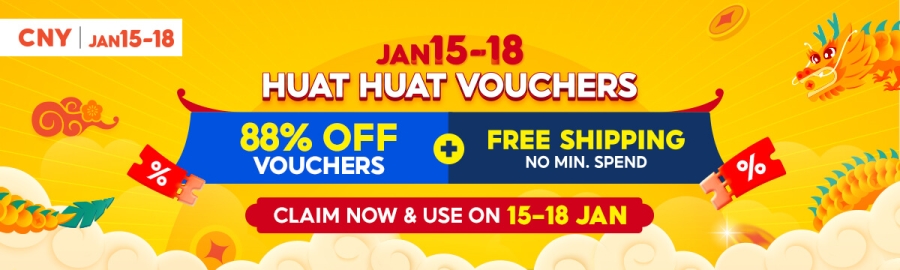 CNY | JAN15-18
JAN15-18
HUAT HUAT VOUCHERS
88% OFF
VOUCHERS
+
FREE SHIPPING
NO MIN. SPEND
%
%
CLAIM NOW & USE ON 15-18 JAN